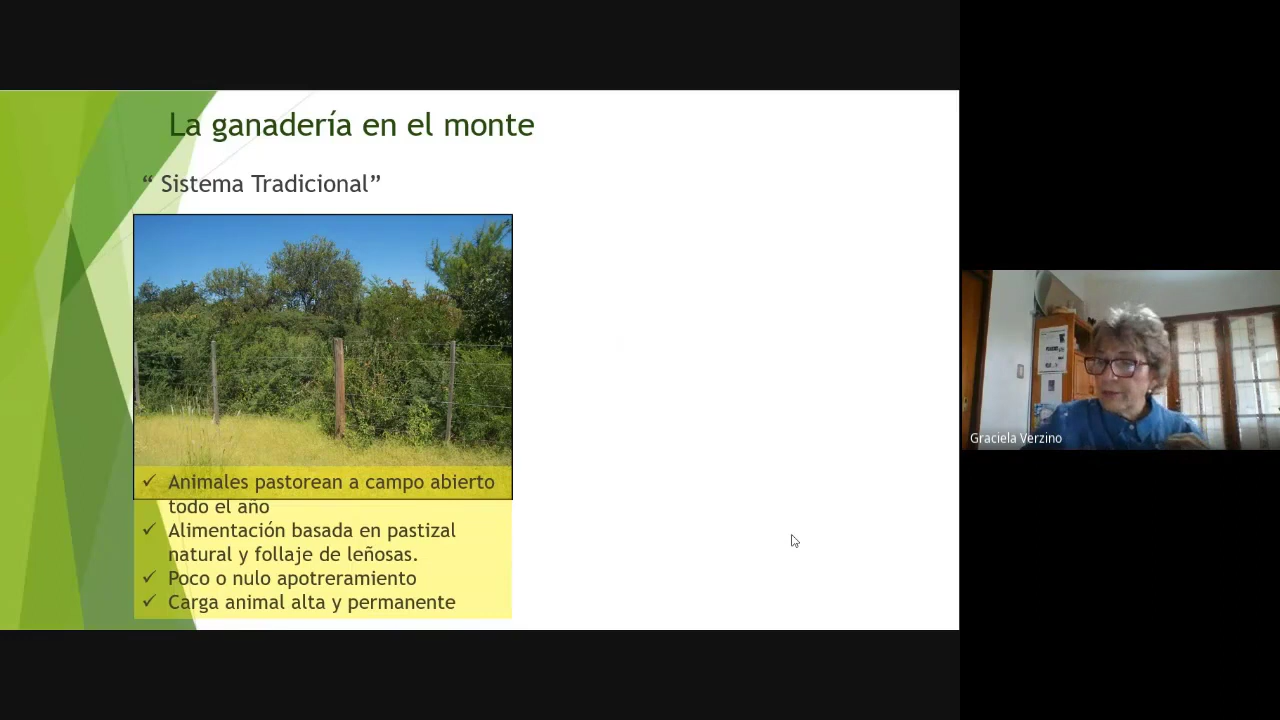 La ganadería en el monte
“ Sistema Tradicional”
✓ Animales pastorean a campo abierto
todo el año
✓ Alimentación basada en pastizal
natural y follaje de leñosas.
✓ Poco o nulo apotreramiento
✓ Carga animal alta y permanente
Graciela Verzino